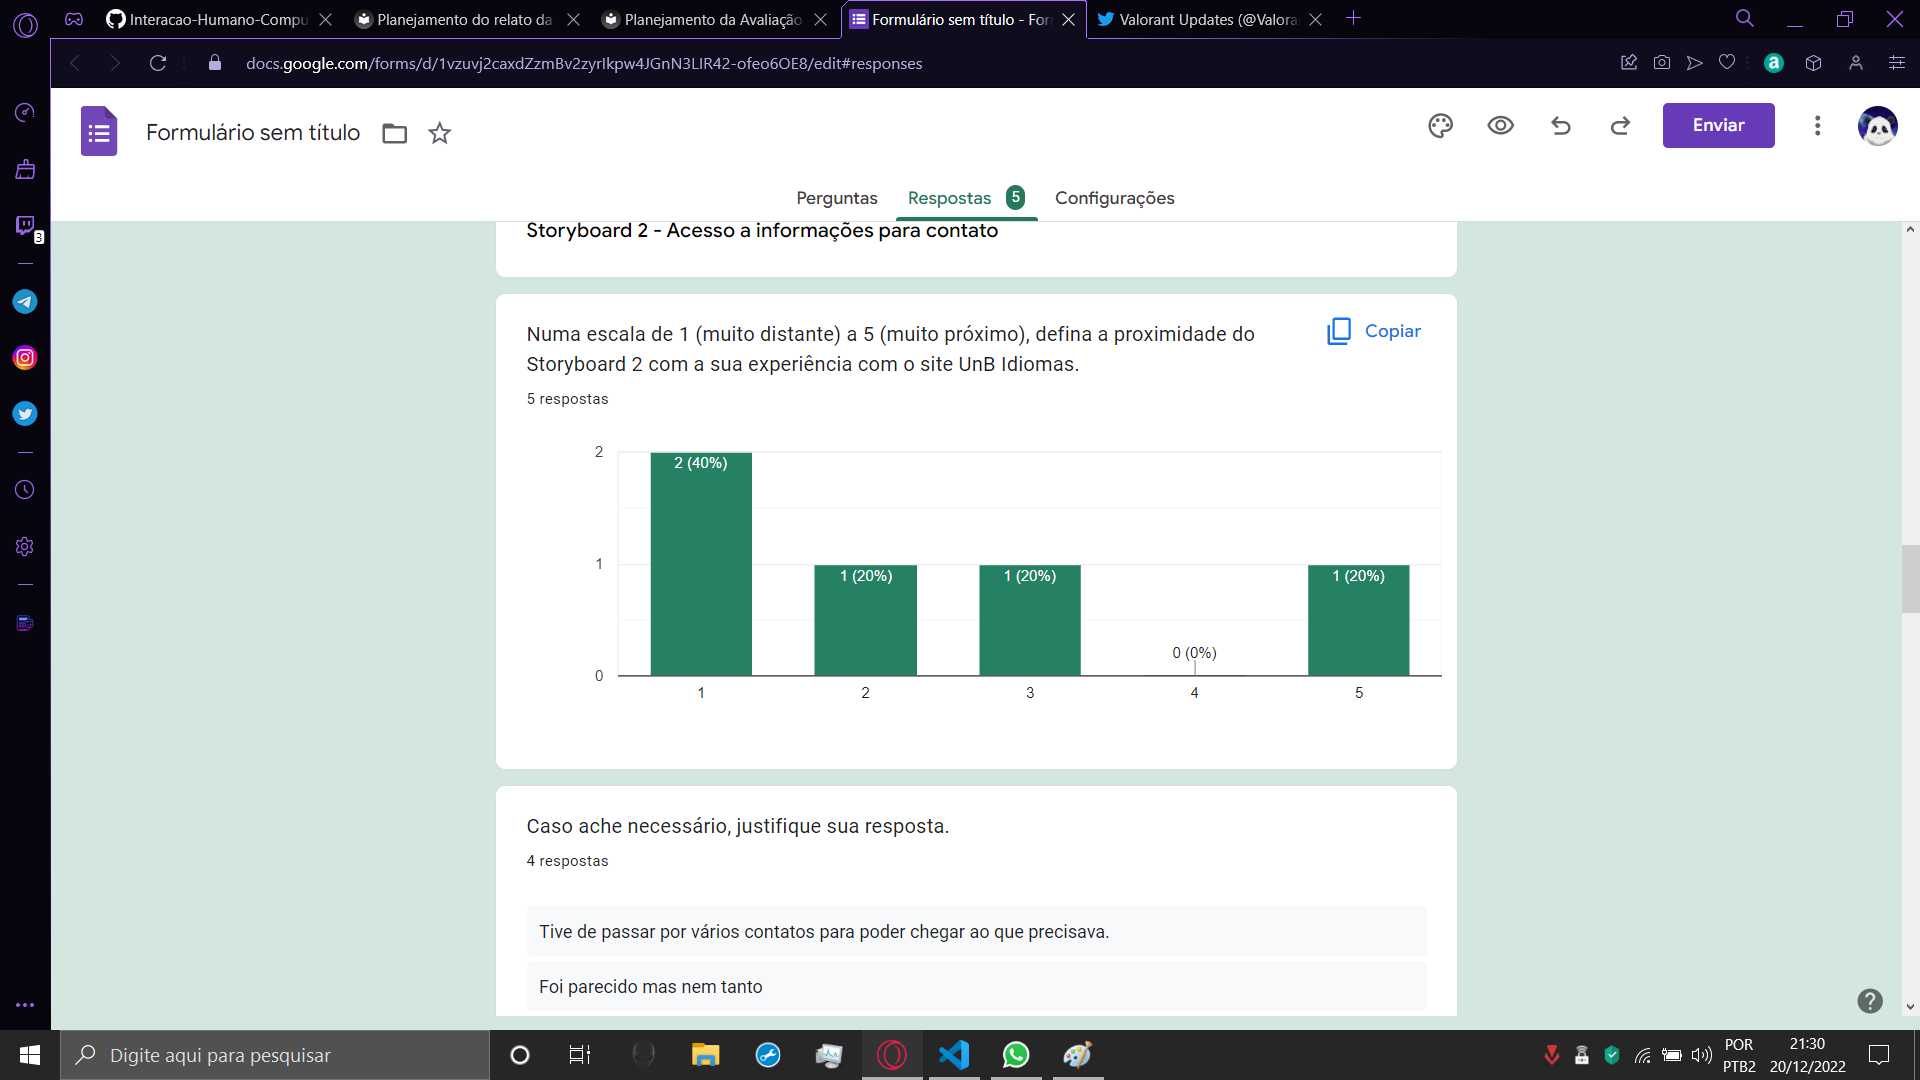 Interacao-Humano-Compu
Planejamento do relato da
Planejamento da Avaliação
Formulário sem título - For
Valorant Updates (@Valora
docs.google.com/forms/d/1vzuvj2caxdZzmBv2zyrIkpw4JGnN3LIR42-ofeo6OE8/edit#responses
Formulário sem título
Enviar
Perguntas
Respostas 5
Configurações
3
Storyboard 2 - Acesso a informações para contato
Numa escala de 1 (muito distante) a 5 (muito próximo), defina a proximidade do
Storyboard 2 com a sua experiência com o site UnB Idiomas.
Copiar
5 respostas
2
1
0
2 (40%)
1 (20%)
1 (20%)
0 (0%)
1 (20%)
1
2
3
4
5
Caso ache necessário, justifique sua resposta.
4 respostas
Tive de passar por vários contatos para poder chegar ao que precisava.
Foi parecido mas nem tanto
Digite aqui para pesquisar
POR
PTB2
21:30
20/12/2022